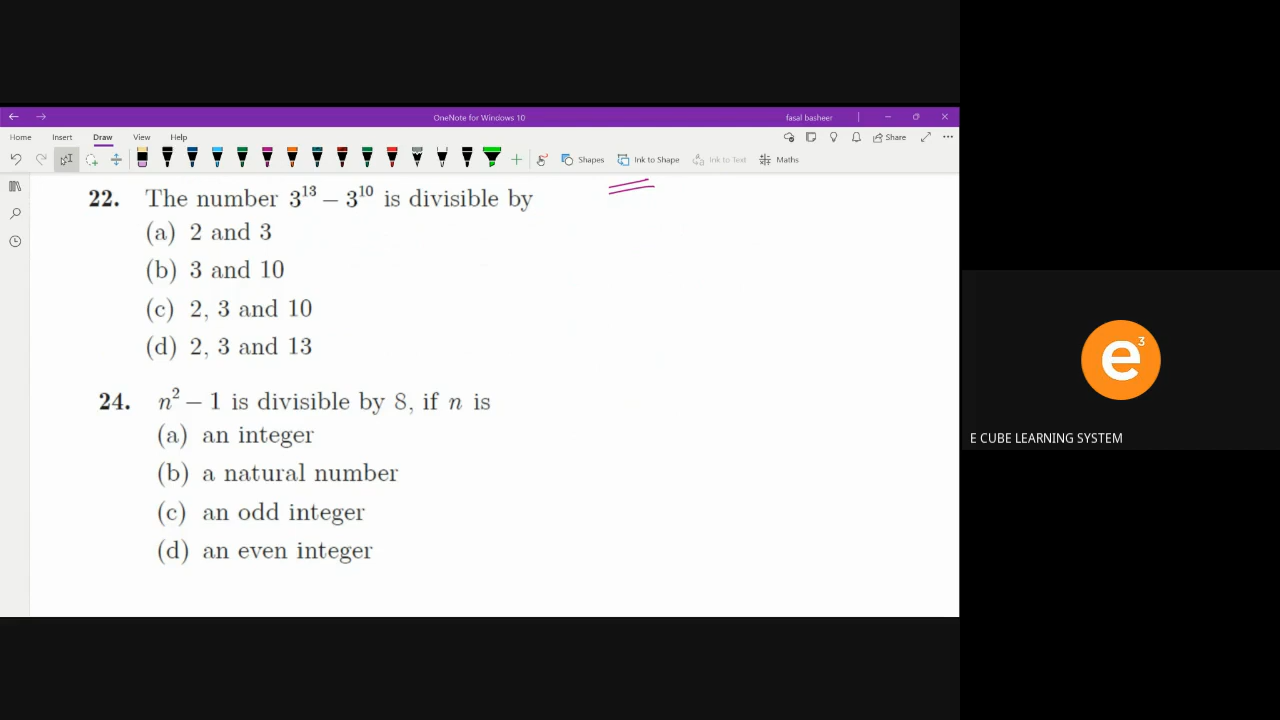 OneNote for Windows 10
fasal basheer
Home Insert Draw View Help
Share
Shapes Ink to Shape Ink to Text Maths
22. The number 3¹³ − 3¹⁰ is divisible by
(a) 2 and 3
(b) 3 and 10
(c) 2, 3 and 10
(d) 2, 3 and 13
24. n² − 1 is divisible by 8, if n is
(a) an integer
(b) a natural number
(c) an odd integer
(d) an even integer
e³
E CUBE LEARNING SYSTEM